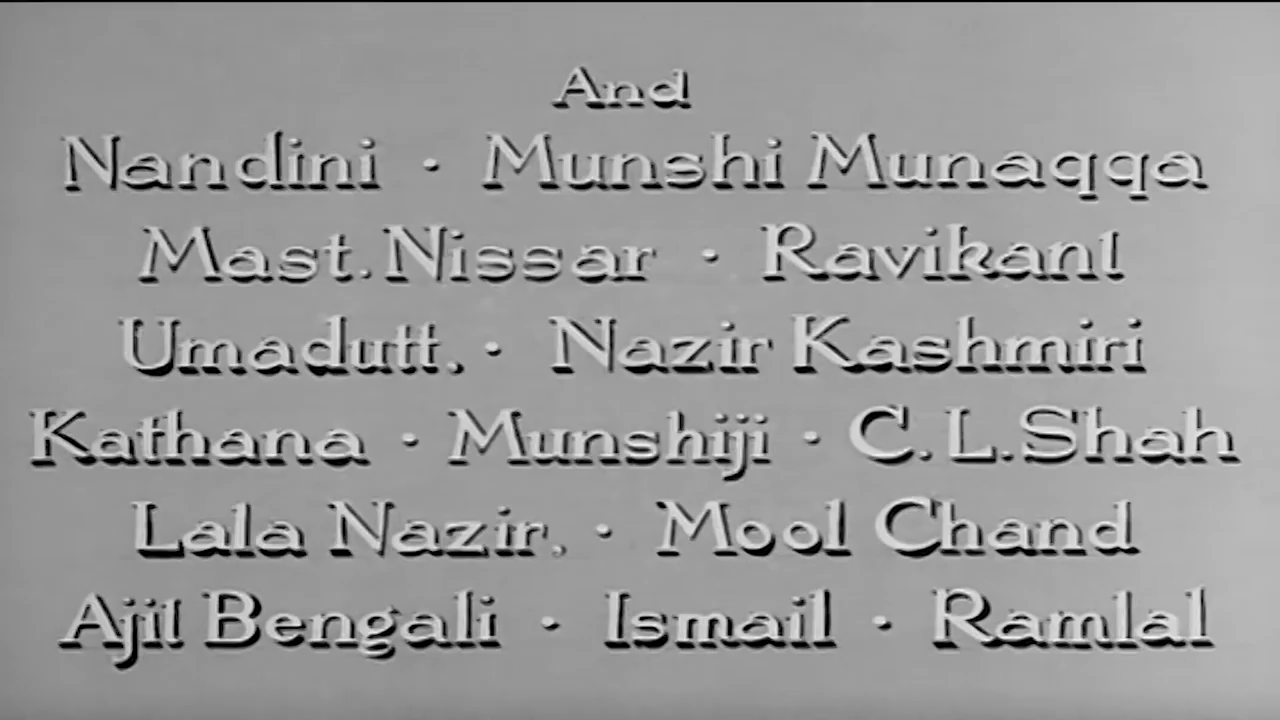 And
Nandini · Munshi Munaqqa
Mast. Nissar · Ravikant
Umadutt. · Nazir Kashmiri
Kathana · Munshiji · C. L. Shah
Lala Nazir. · Mool Chand
Ajit Bengali · Ismail · Ramlal